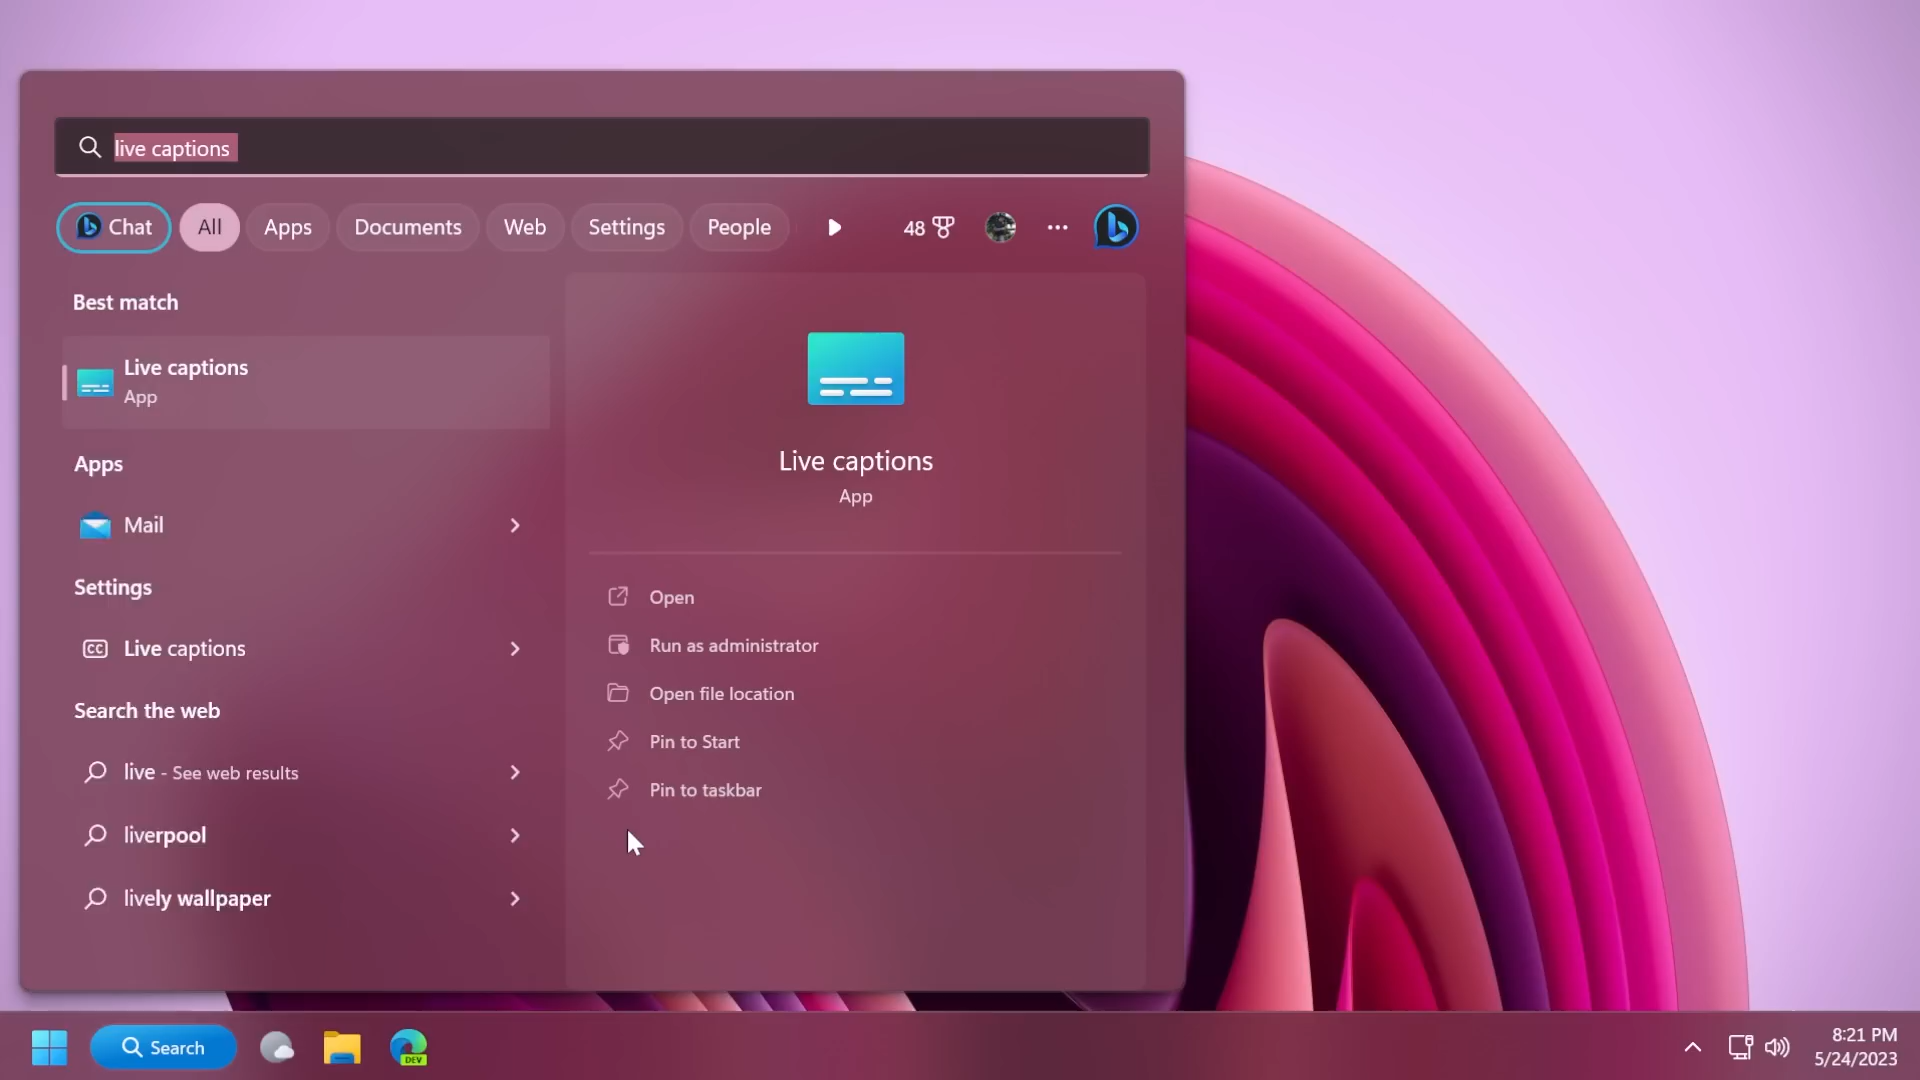 live captions
Chat
All
Apps
Documents
Web
Settings
People
48
Best match
Live captions
App
Apps
Mail
Settings
CC Live captions
Search the web
live - See web results
liverpool
lively wallpaper
Live captions
App
Open
Run as administrator
Open file location
Pin to Start
Pin to taskbar
Search
DEV
8:21 PM
5/24/2023